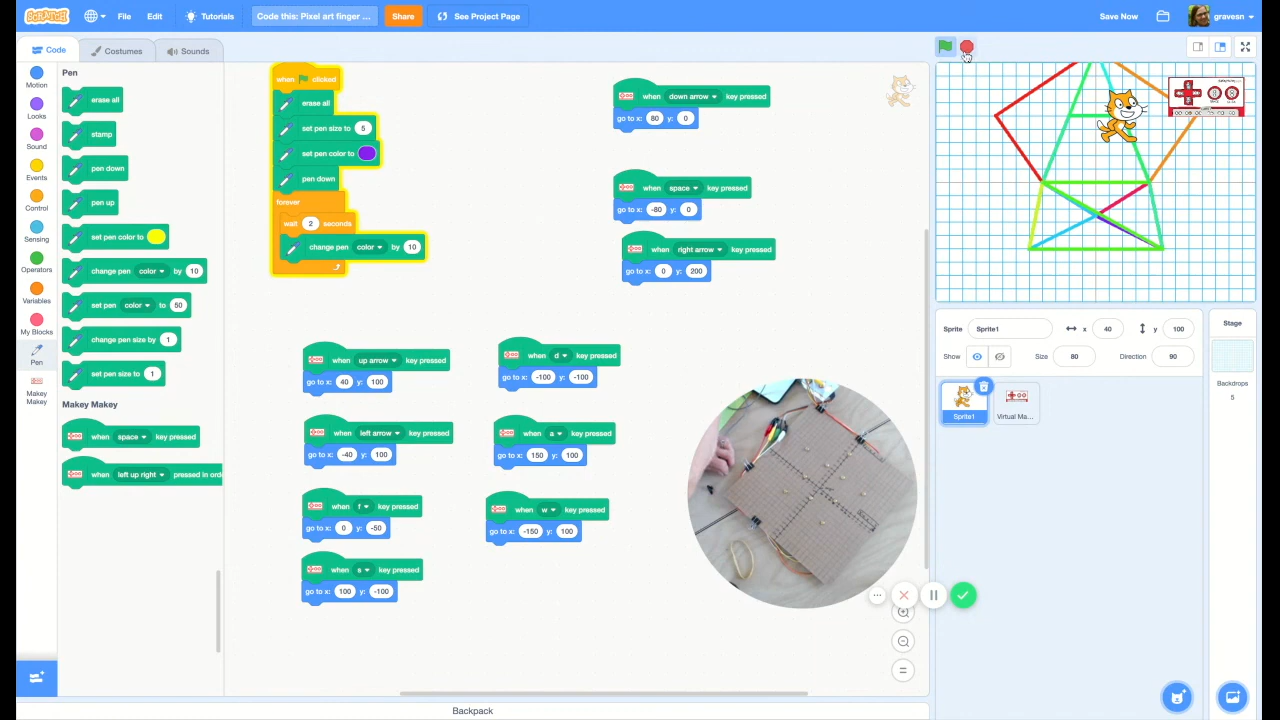 SCRATCH
File
Edit
Tutorials
Code this: Pixel art finger ...
Share
See Project Page
Save Now
gravesn
Code
Costumes
Sounds
Motion
Looks
Sound
Events
Control
Sensing
Operators
Variables
My Blocks
Pen
Makey
Makey
Pen
erase all
stamp
pen down
pen up
set pen color to
change pen color by 10
set pen color to 50
change pen size by 1
set pen size to 1
Makey Makey
when space key pressed
when left up right pressed in orde
when clicked
erase all
set pen size to 5
set pen color to
pen down
forever
wait 2 seconds
change pen color by 10
when down arrow key pressed
go to x: 80 y: 0
when space key pressed
go to x: -80 y: 0
when right arrow key pressed
go to x: 0 y: 200
when up arrow key pressed
go to x: 40 y: 100
when d key pressed
go to x: -100 y: -100
when left arrow key pressed
go to x: -40 y: 100
when a key pressed
go to x: 150 y: 100
when f key pressed
go to x: 0 y: -50
when w key pressed
go to x: -150 y: 100
when s key pressed
go to x: 100 y: -100
Sprite Sprite1 x 40 y 100
Show Size 80 Direction 90
Sprite1
Virtual Ma...
Stage
Backdrops
5
Backpack